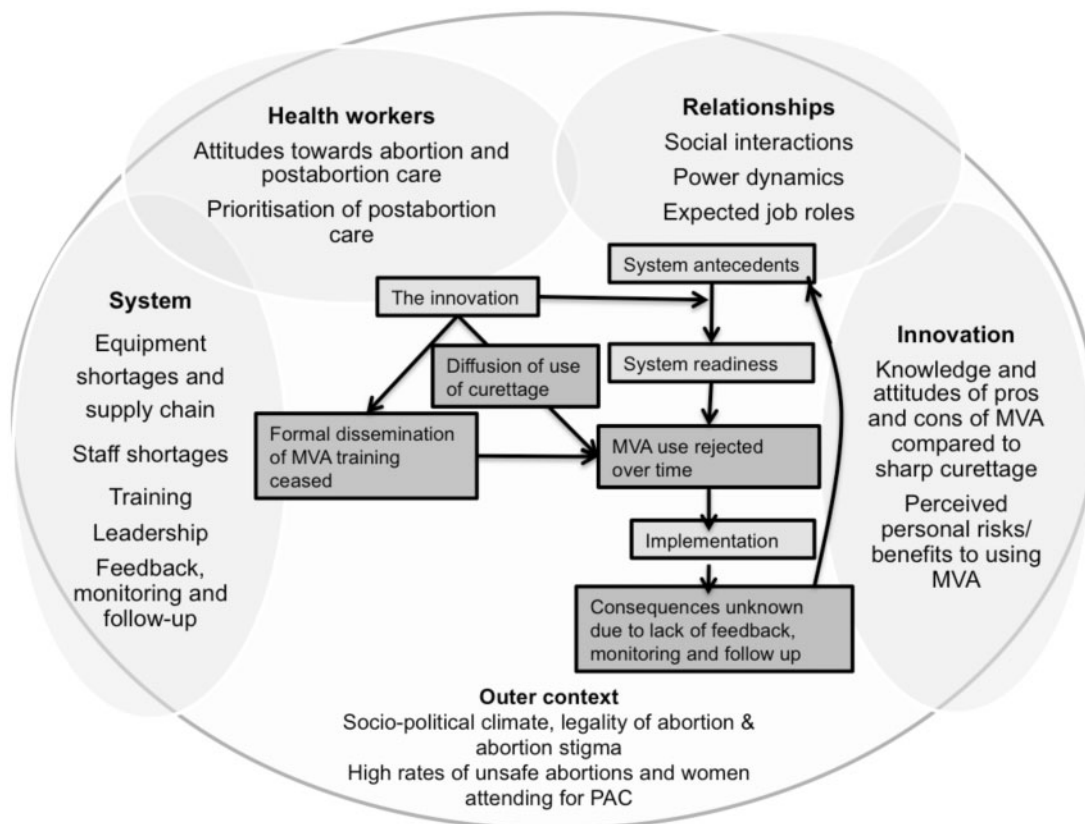 Health workers
Attitudes towards abortion and
postabortion care
Prioritisation of postabortion
care
Relationships
Social interactions
Power dynamics
Expected job roles
System
Equipment
shortages and
supply chain
Staff shortages
Training
Leadership
Feedback,
monitoring and
follow-up
The innovation
System antecedents
Diffusion of use
of curettage
System readiness
Formal dissemination
of MVA training
ceased
MVA use rejected
over time
Implementation
Consequences unknown
due to lack of feedback,
monitoring and follow up
Innovation
Knowledge and
attitudes of pros
and cons of MVA
compared to
sharp curettage
Perceived
personal risks/
benefits to using
MVA
Outer context
Socio-political climate, legality of abortion &
abortion stigma
High rates of unsafe abortions and women
attending for PAC